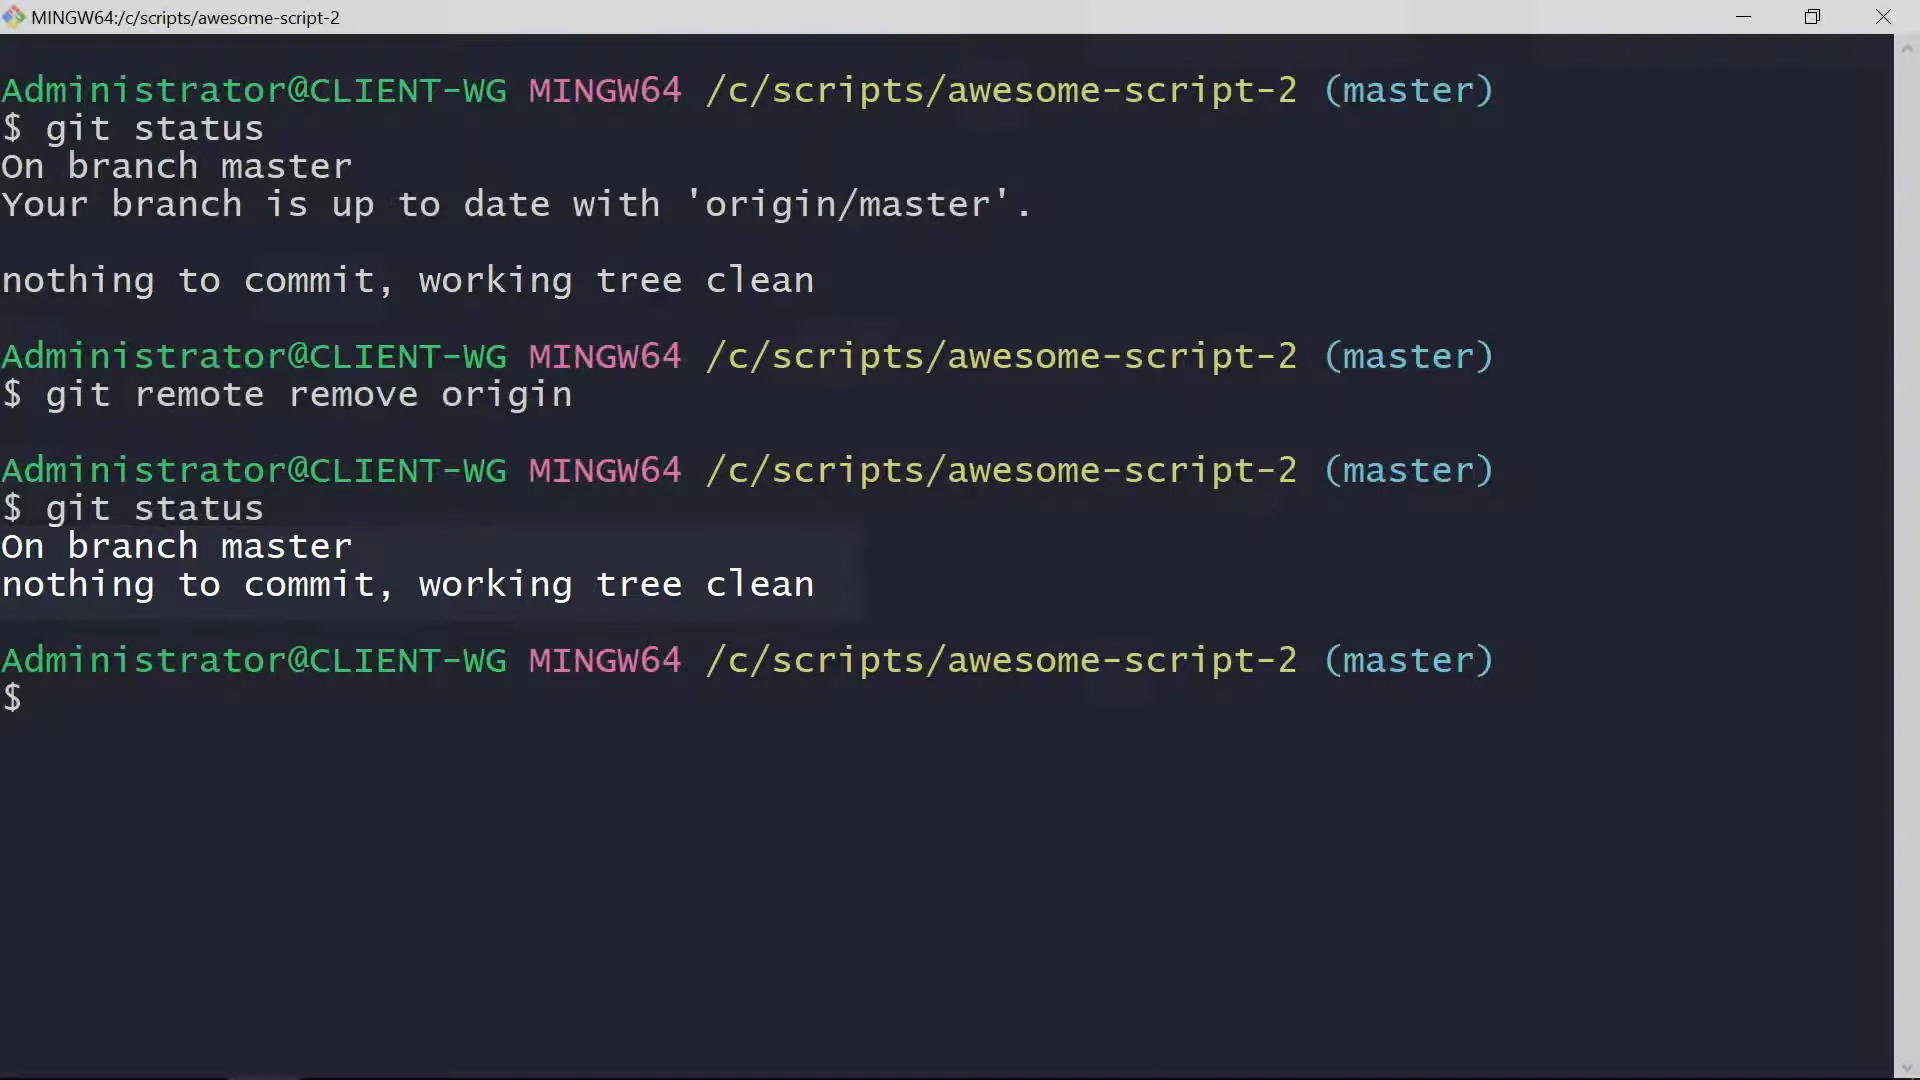 MINGW64:/c/scripts/awesome-script-2
Administrator@CLIENT-WG MINGW64 /c/scripts/awesome-script-2 (master)
$ git status
On branch master
Your branch is up to date with 'origin/master'.
nothing to commit, working tree clean
Administrator@CLIENT-WG MINGW64 /c/scripts/awesome-script-2 (master)
$ git remote remove origin
Administrator@CLIENT-WG MINGW64 /c/scripts/awesome-script-2 (master)
$ git status
On branch master
nothing to commit, working tree clean
Administrator@CLIENT-WG MINGW64 /c/scripts/awesome-script-2 (master)
$